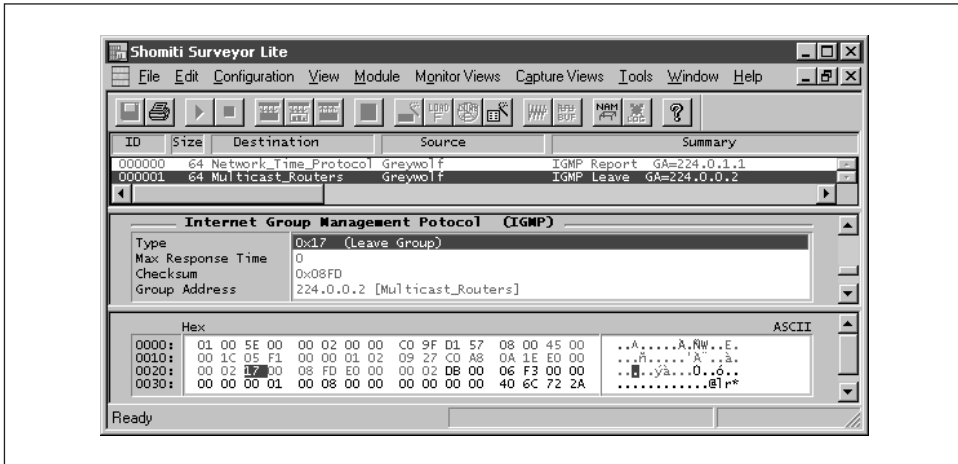 Shomiti Surveyor Lite
File Edit Configuration View Module Monitor Views Capture Views Tools Window Help
NAM
ID Size Destination Source Summary
000000 64 Network_Time_Protocol Greywolf IGMP Report GA=224.0.1.1
000001 64 Multicast_Routers Greywolf IGMP Leave GA=224.0.0.2
Internet Group Management Potocol (IGMP)
Type 0x17 (Leave Group)
Max Response Time 0
Checksum 0x08FD
Group Address 224.0.0.2 [Multicast_Routers]
Hex ASCII
0000: 01 00 5E 00 00 02 00 00 C0 9F D1 57 08 00 45 00 ..^.....À.ÑW..E.
0010: 00 1C 05 F1 00 00 01 02 09 27 C0 A8 0A 1E E0 00 ...ñ.....'À¨..à.
0020: 00 02 17 00 08 FD E0 00 00 02 DB 00 06 F3 00 00
0030: 00 00 00 01 00 08 00 00 00 00 00 00 40 6C 72 2A ............@lr*
Ready